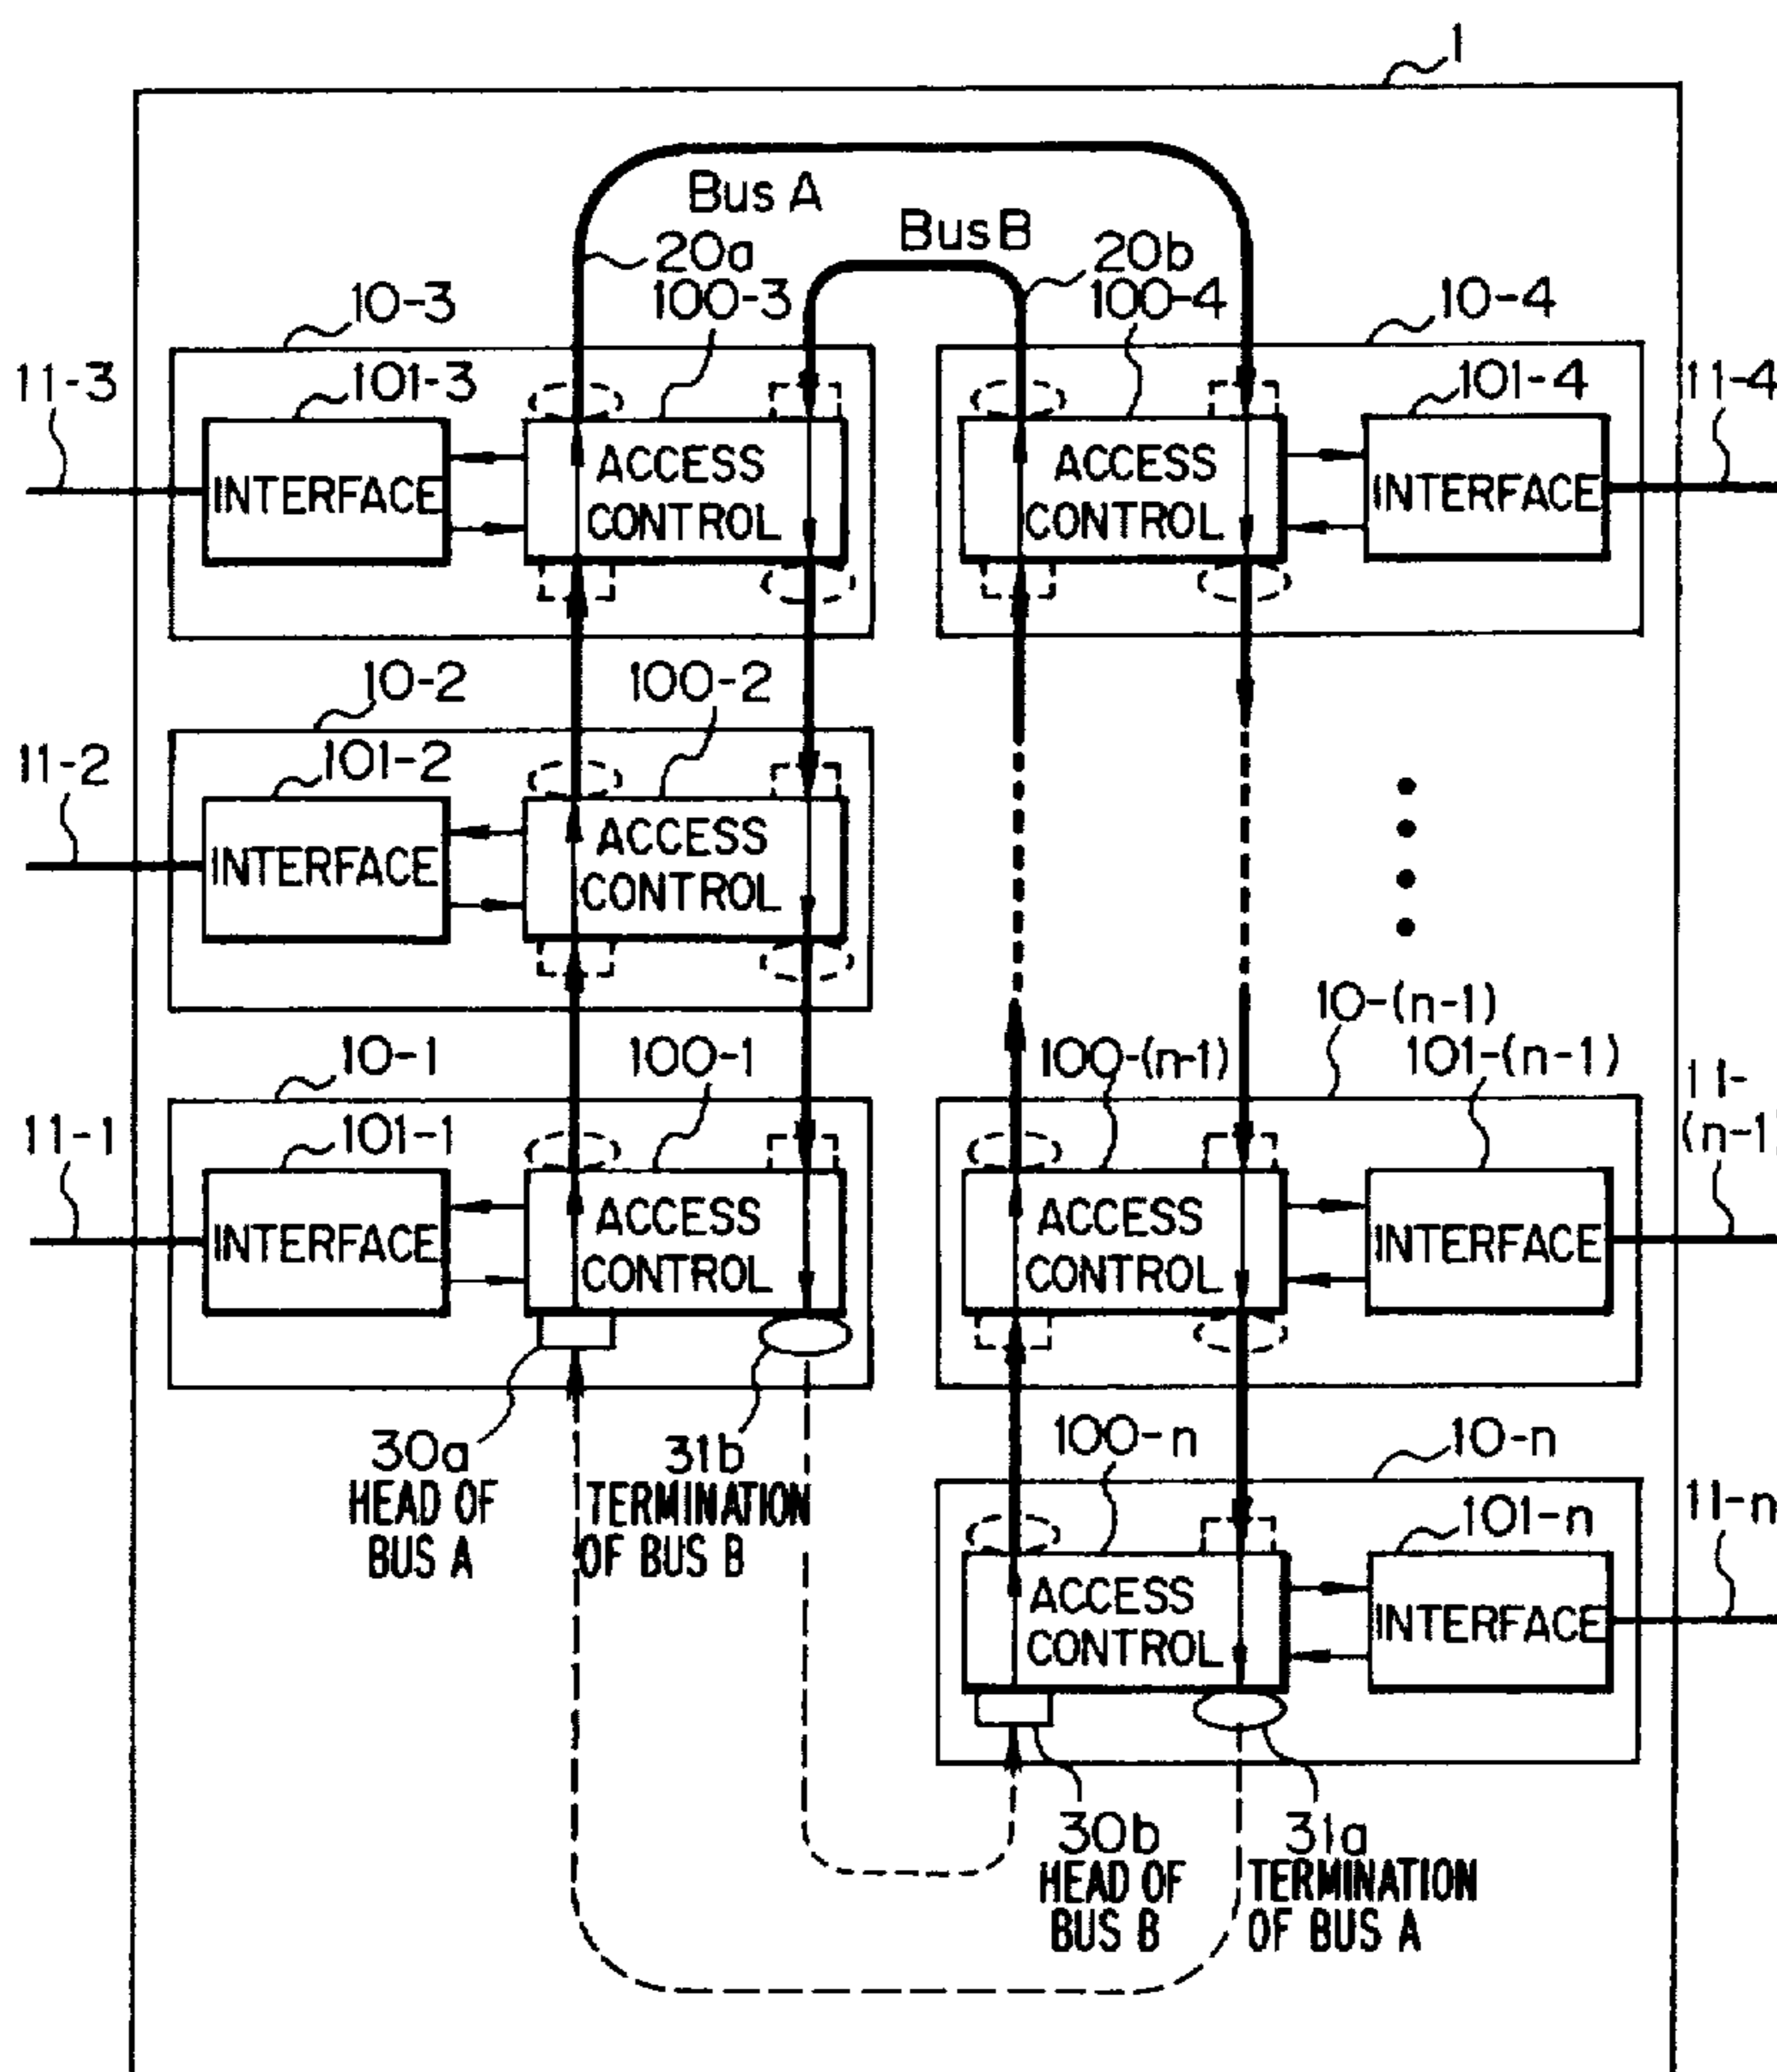 1
Bus A
Bus B
20a
20b
10-3
100-3
100-4
10-4
11-3
101-3
101-4
11-4
INTERFACE
ACCESS
CONTROL
ACCESS
CONTROL
INTERFACE
10-2
100-2
11-2
101-2
INTERFACE
ACCESS
CONTROL
10-1
100-1
10-(n-1)
100-(n-1)
101-(n-1)
11-
(n-1)
11-1
101-1
INTERFACE
ACCESS
CONTROL
ACCESS
CONTROL
INTERFACE
30a
HEAD OF
BUS A
31b
TERMINATION
OF BUS B
100-n
10-n
101-n
11-n
ACCESS
CONTROL
INTERFACE
30b
HEAD OF
BUS B
31a
TERMINATION
OF BUS A